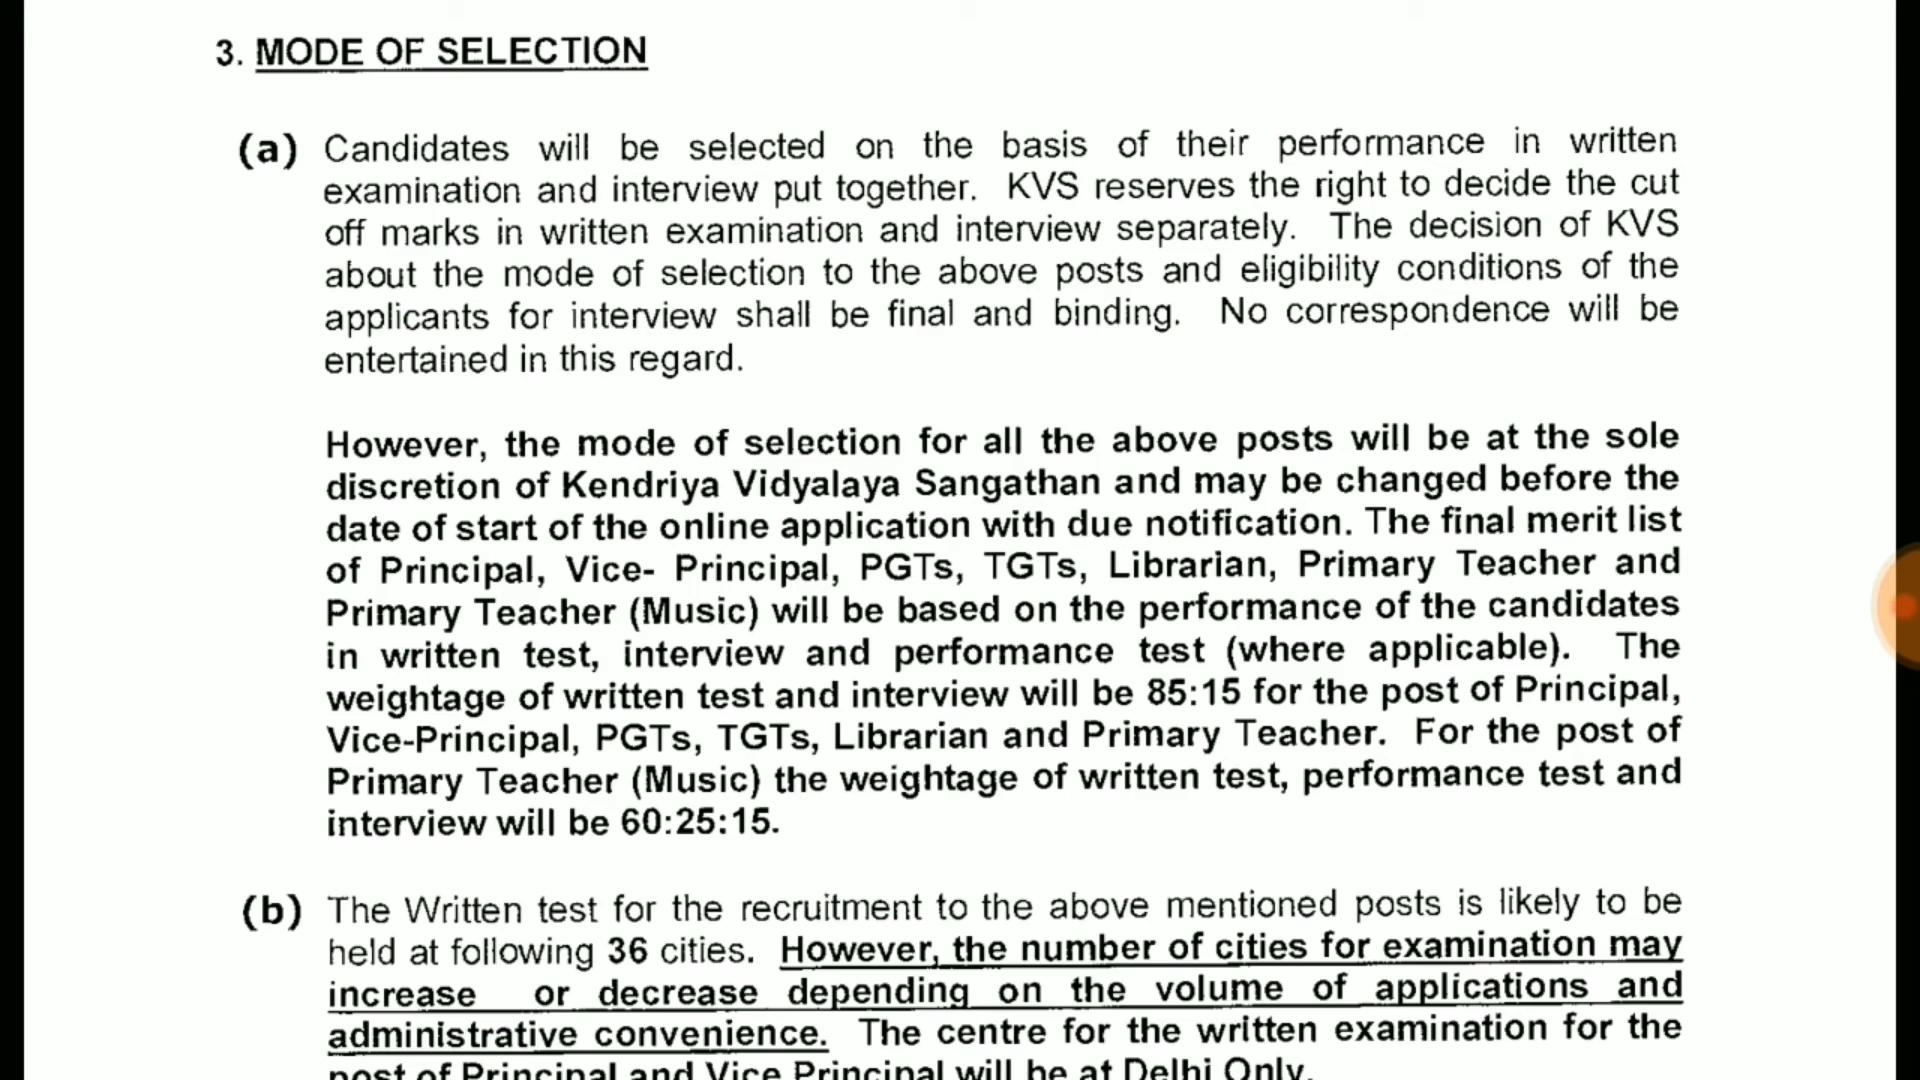 3. MODE OF SELECTION
(a) Candidates will be selected on the basis of their performance in written
examination and interview put together. KVS reserves the right to decide the cut
off marks in written examination and interview separately. The decision of KVS
about the mode of selection to the above posts and eligibility conditions of the
applicants for interview shall be final and binding. No correspondence will be
entertained in this regard.
However, the mode of selection for all the above posts will be at the sole
discretion of Kendriya Vidyalaya Sangathan and may be changed before the
date of start of the online application with due notification. The final merit list
of Principal, Vice- Principal, PGTs, TGTs, Librarian, Primary Teacher and
Primary Teacher (Music) will be based on the performance of the candidates
in written test, interview and performance test (where applicable). The
weightage of written test and interview will be 85:15 for the post of Principal,
Vice-Principal, PGTs, TGTs, Librarian and Primary Teacher. For the post of
Primary Teacher (Music) the weightage of written test, performance test and
interview will be 60:25:15.
(b) The Written test for the recruitment to the above mentioned posts is likely to be
held at following 36 cities. However, the number of cities for examination may
increase or decrease depending on the volume of applications and
administrative convenience. The centre for the written examination for the
post of Principal and Vice Principal will be at Delhi Only.